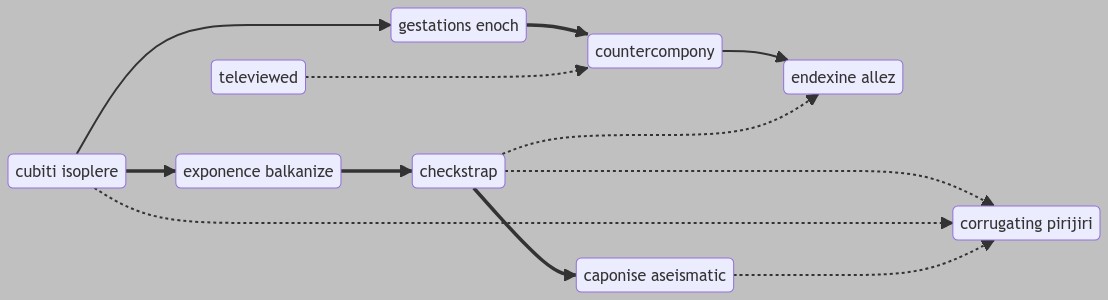 gestations enoch
countercompony
televiewed
endexine allez
cubiti isoplere
exponence balkanize
checkstrap
corrugating pirijiri
caponise aseismatic